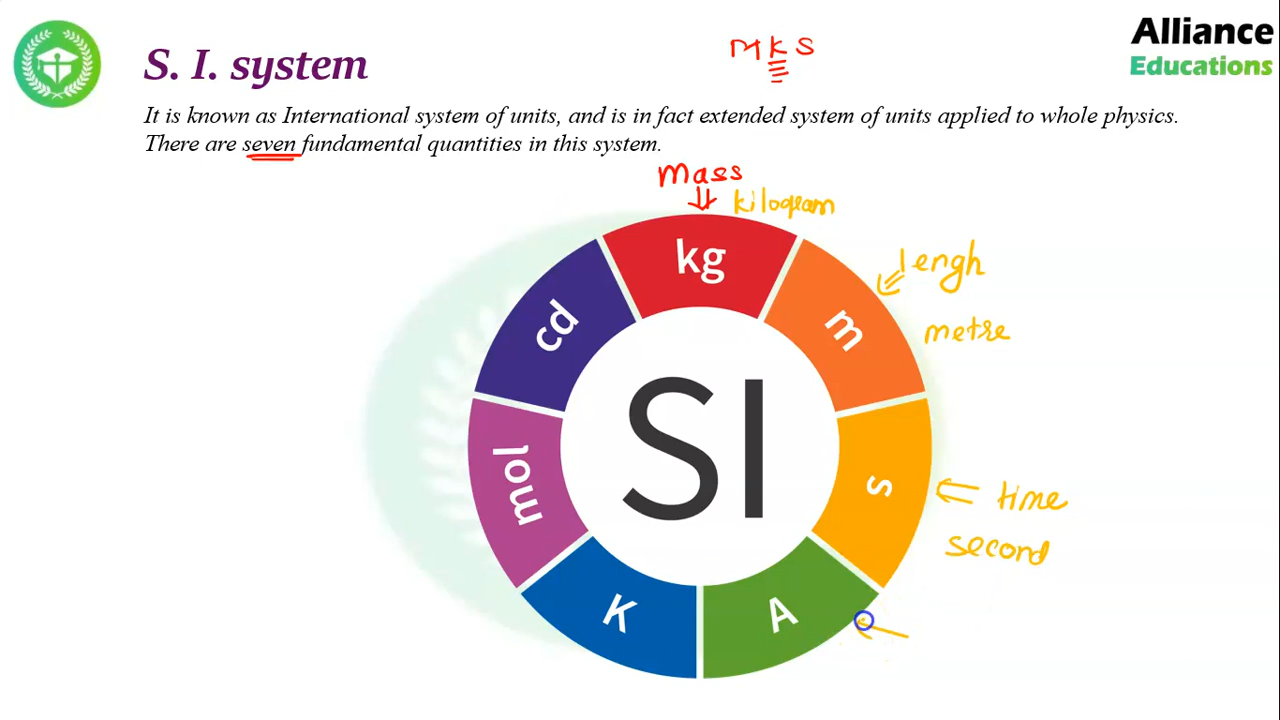 Alliance
Educations
M K S
S. I. system
It is known as International system of units, and is in fact extended system of units applied to whole physics.
There are seven fundamental quantities in this system.
Mass
kilogram
kg
lengh
m
metre
cd
SI
s
time
second
mol
K
A